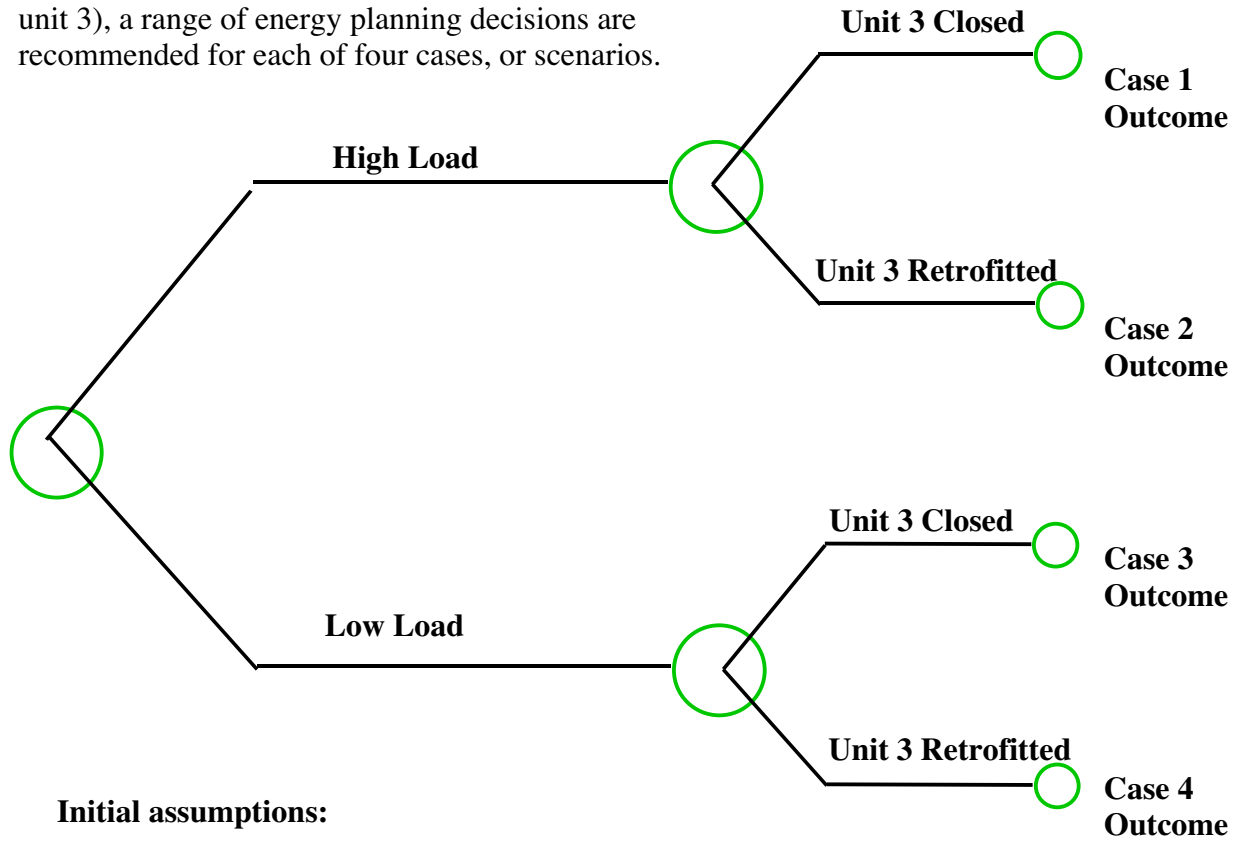 unit 3), a range of energy planning decisions are
recommended for each of four cases, or scenarios.
Unit 3 Closed
Case 1
Outcome
High Load
Unit 3 Retrofitted
Case 2
Outcome
Unit 3 Closed
Case 3
Outcome
Low Load
Unit 3 Retrofitted
Case 4
Outcome
Initial assumptions: